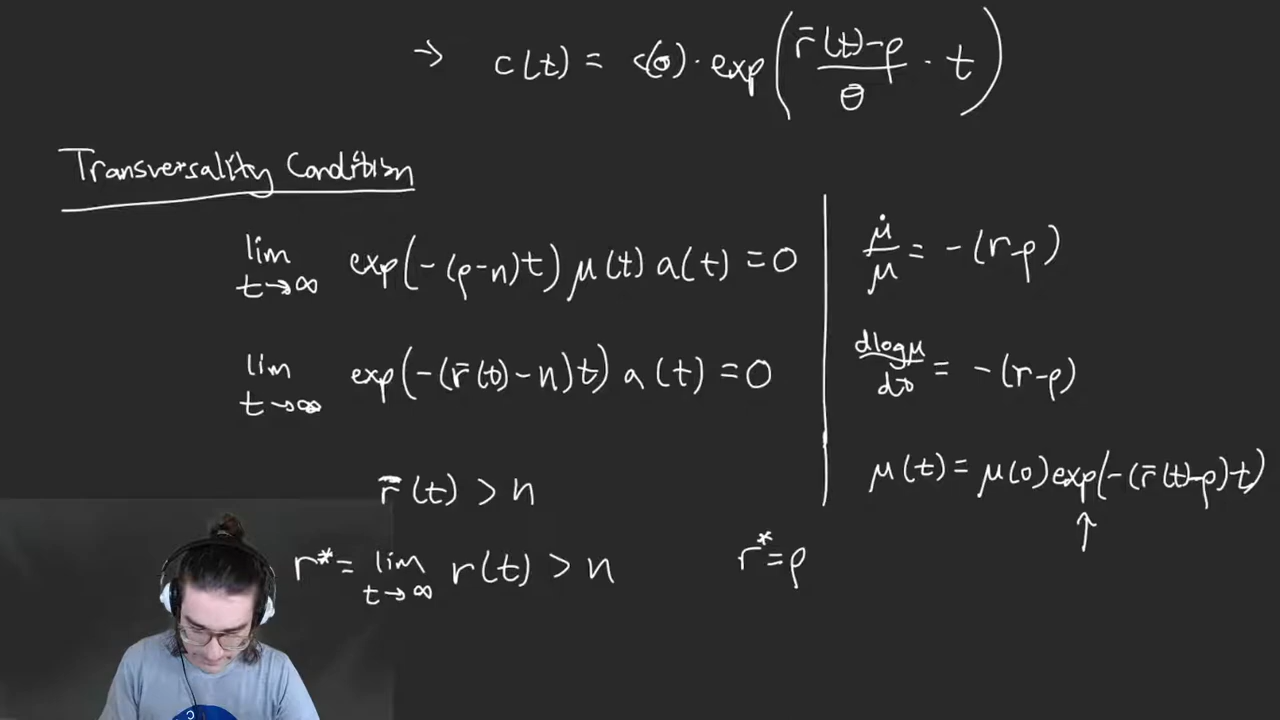 → c(t) = c(0) · exp( (r̄(t)-ρ)/θ · t )
Transversality Condition
lim t→∞ exp(-(ρ-n)t) μ(t) a(t) = 0
lim t→∞ exp(-(r̄(t)-n)t) a(t) = 0
r̄(t) > n
r* = lim t→∞ r(t) > n
r* = ρ
μ̇/μ = -(r-ρ)
dlogμ/dt = -(r-ρ)
μ(t) = μ(0)exp(-(r̄(t)-ρ)t)
↑